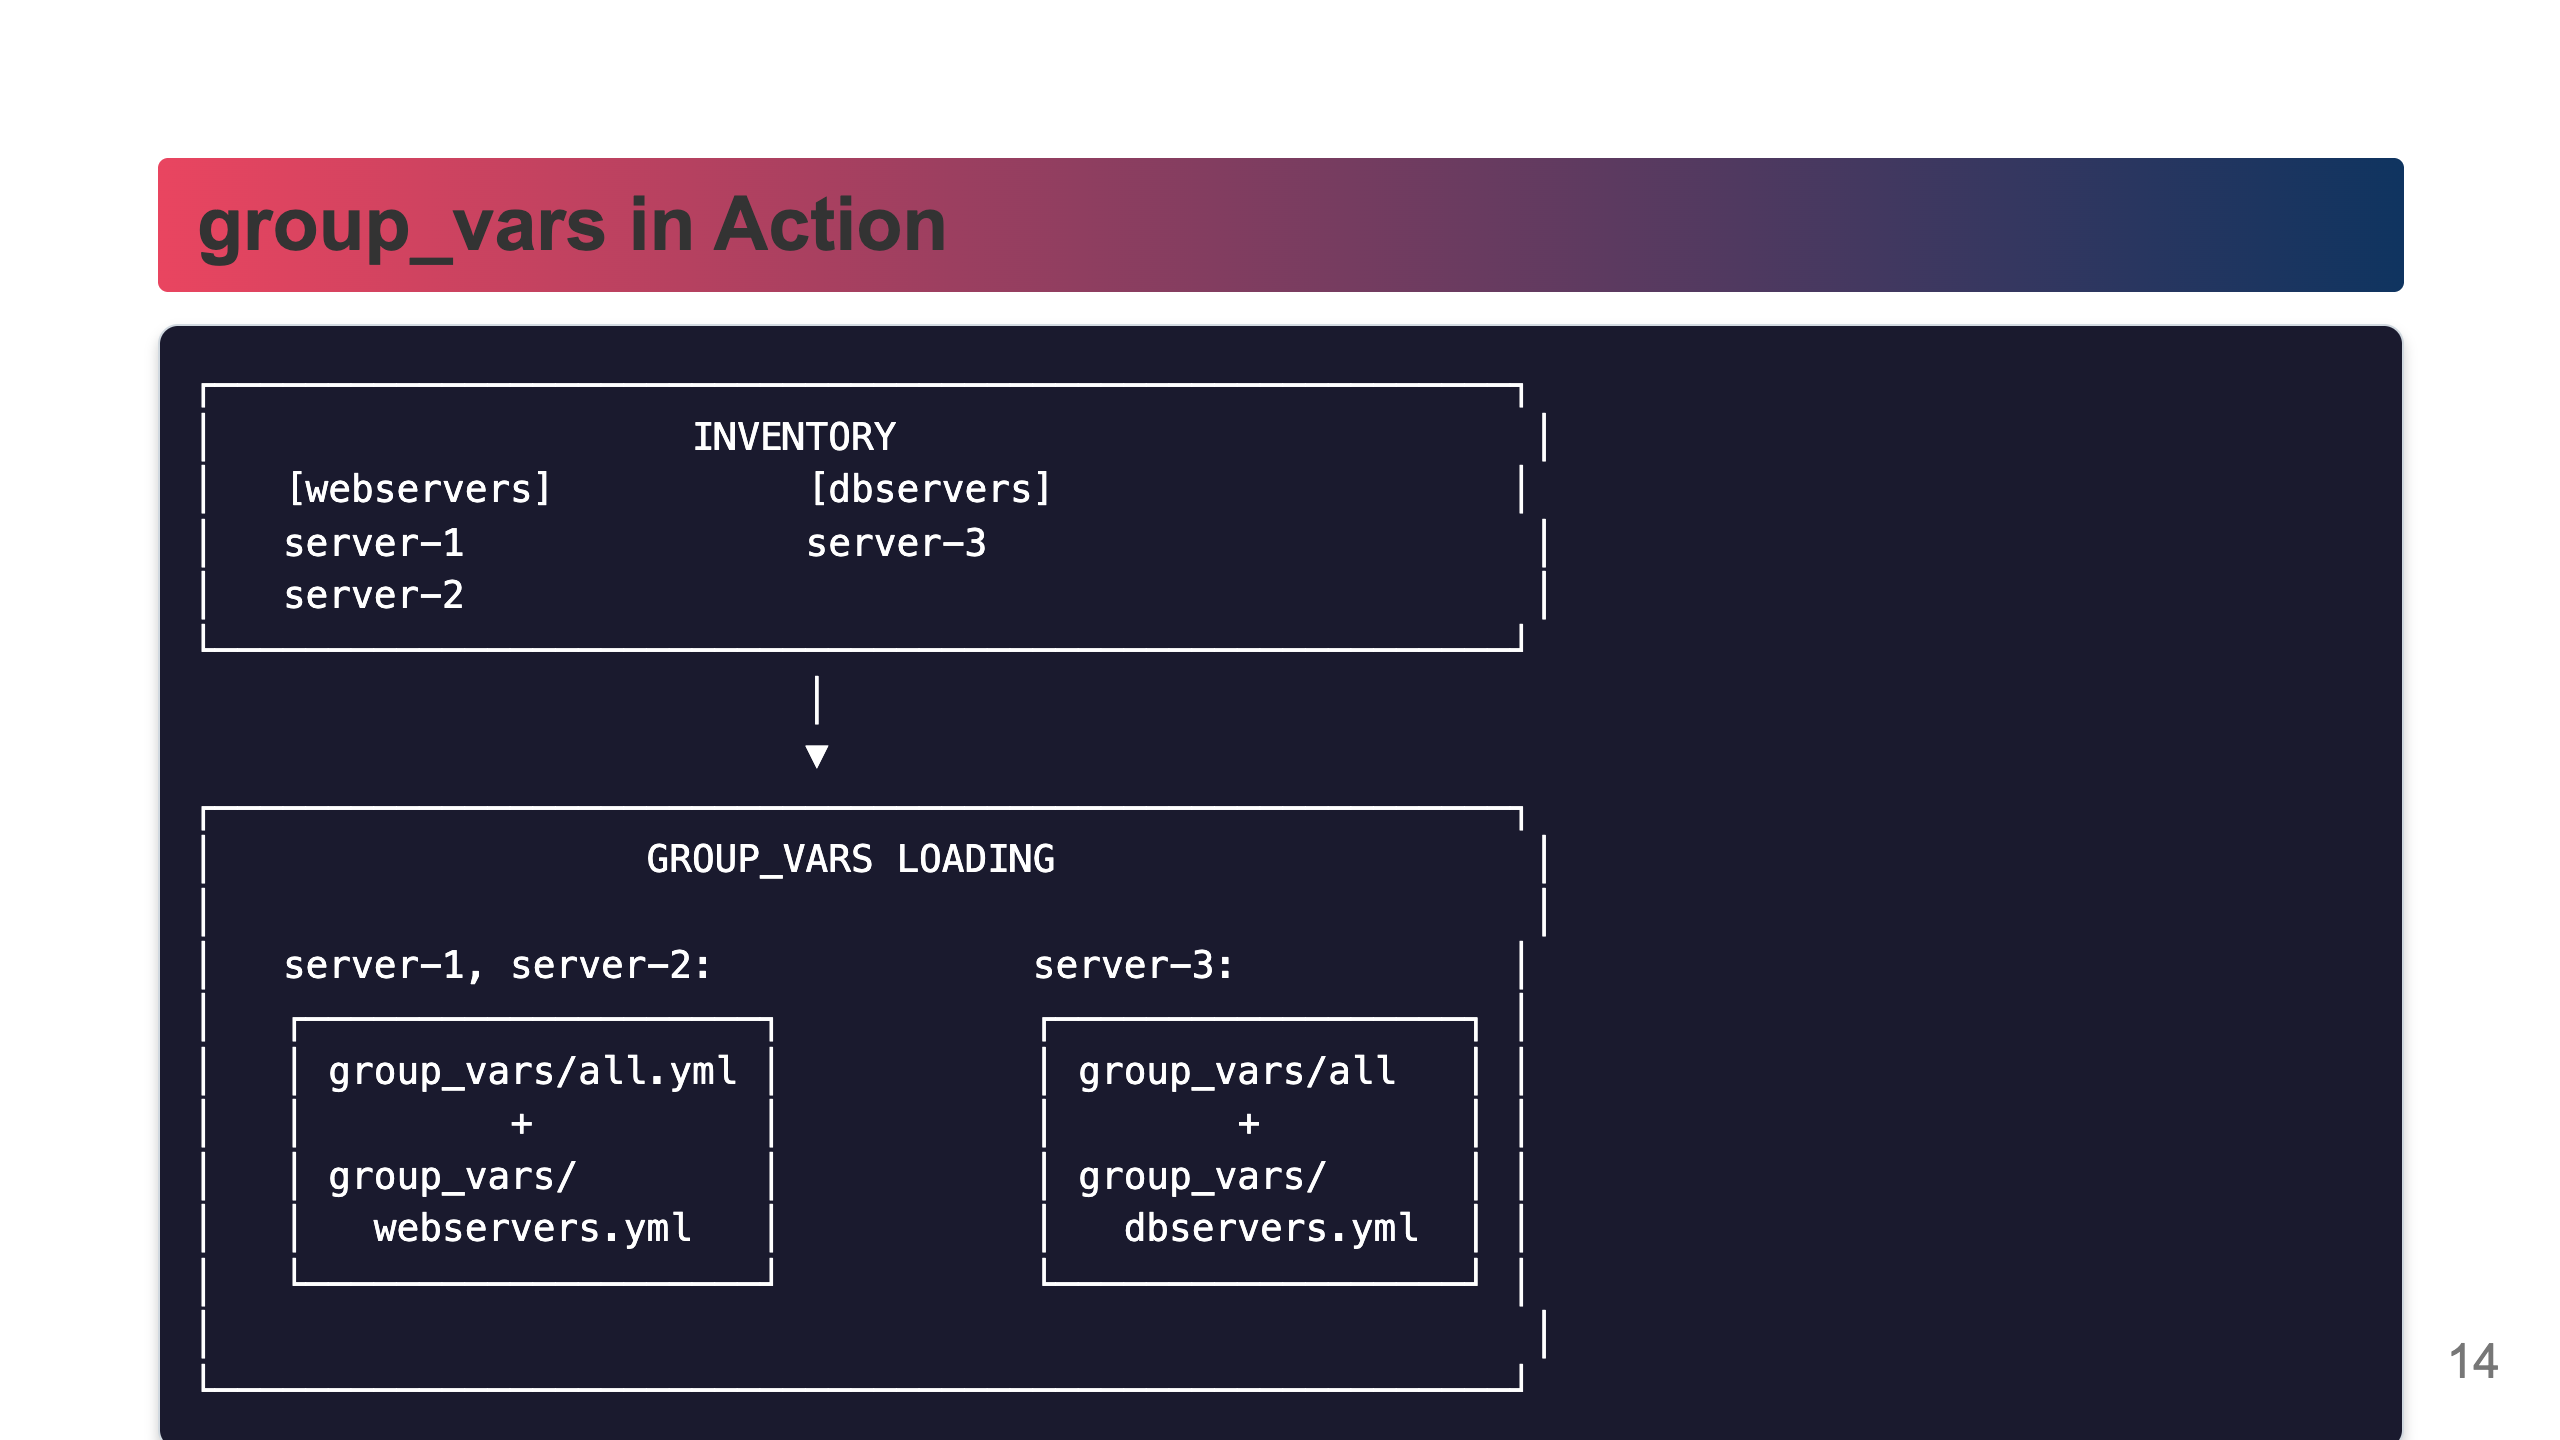 group_vars in Action
INVENTORY
[webservers] [dbservers]
server-1 server-3
server-2
GROUP_VARS LOADING
server-1, server-2: server-3:
group_vars/all.yml group_vars/all
+ +
group_vars/ group_vars/
webservers.yml dbservers.yml
14